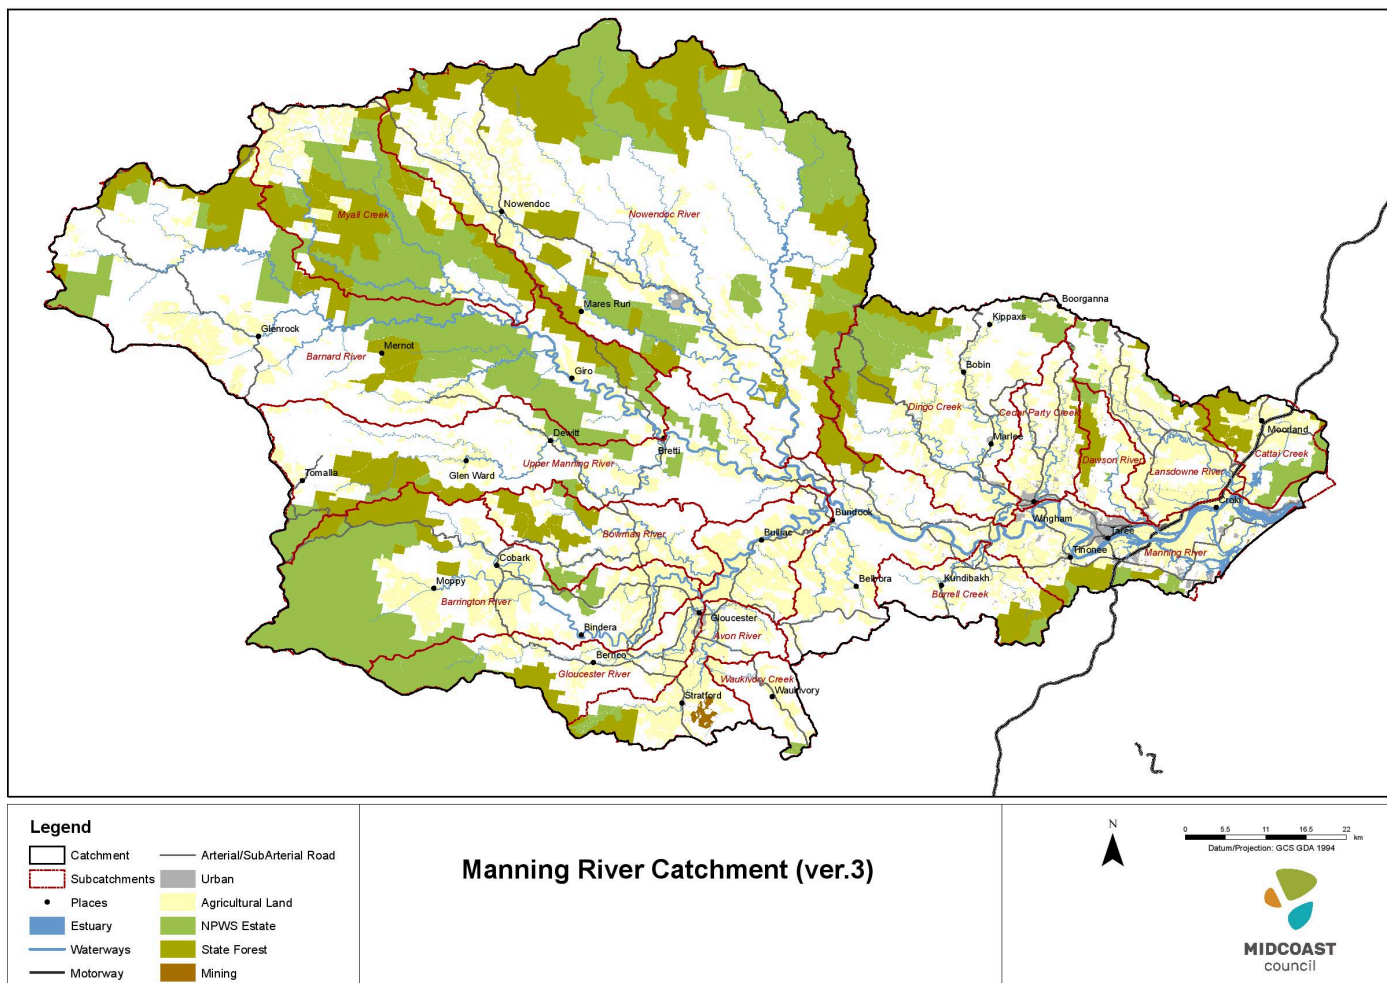 Nowendoc
Myall Creek
Nowendoc River
Boorganna
Mares Run
Kippaxs
Glenrock
Mernot
Barnard River
Giro
Bobin
Dingo Creek
Cedar Party Creek
Moorland
Dewitt
Marlee
Bretti
Cattai Creek
Upper Manning River
Dawson River
Lansdowne River
Tomalla
Glen Ward
Croki
Bundook
Wingham
Bowman River
Bulliac
Taree
Tinonee
Manning River
Cobark
Moppy
Belbora
Kundibakh
Burrell Creek
Barrington River
Gloucester
Bindera
Avon River
Berrico
Gloucester River
Waukivory Creek
Stratford
Waukivory
Legend
Catchment
Subcatchments
Places
Estuary
Waterways
Motorway
Arterial/SubArterial Road
Urban
Agricultural Land
NPWS Estate
State Forest
Mining
Manning River Catchment (ver.3)
N
0 5.5 11 16.5 22
km
Datum/Projection: GCS GDA 1994
MIDCOAST
council